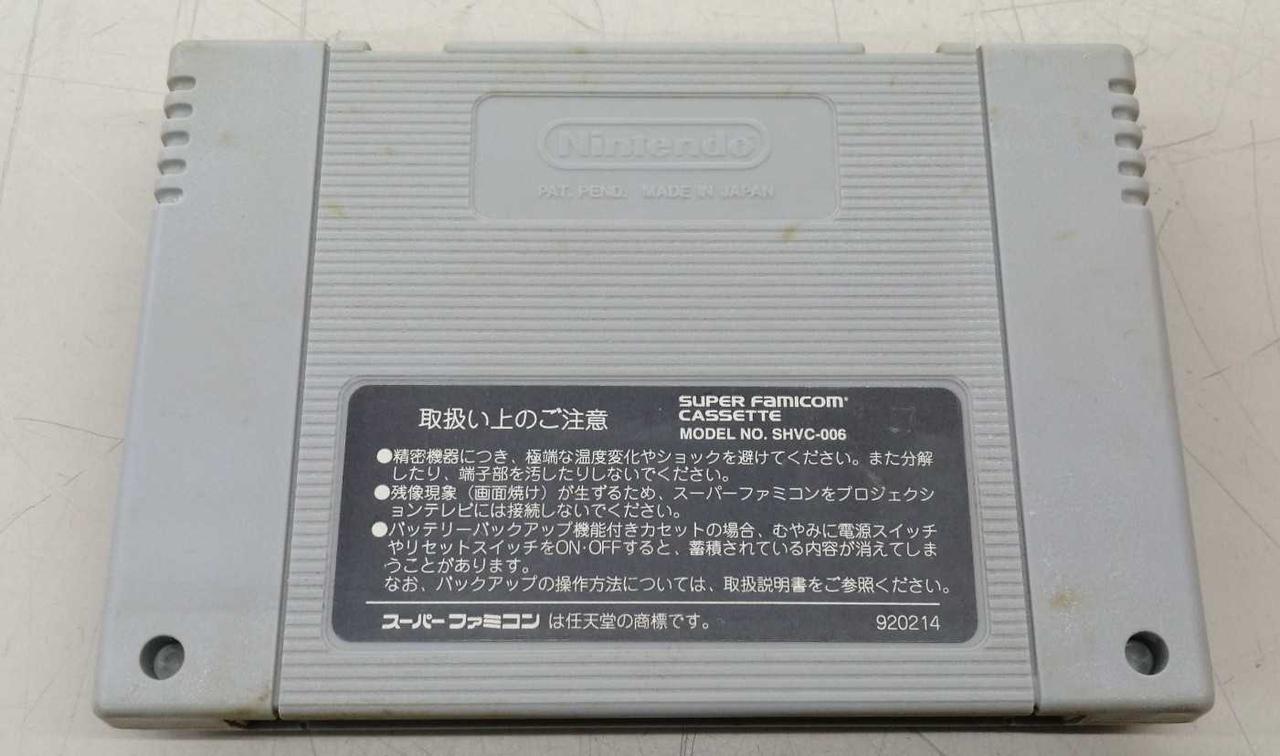 Nintendo
PAT. PEND. MADE IN JAPAN
取扱い上のご注意
SUPER FAMICOM
CASSETTE
MODEL NO. SHVC-006
●精密機器につき、極端な温度変化やショックを避けてください。また分解
したり、端子部を汚したりしないでください。
●残像現象（画面焼け）が生ずるため、スーパーファミコンをプロジェクシ
ョンテレビには接続しないでください。
●バッテリーバックアップ機能付きカセットの場合、むやみに電源スイッチ
やリセットスイッチをON·OFFすると、蓄積されている内容が消えてしま
うことがあります。
なお、バックアップの操作方法については、取扱説明書をご参照ください。
スーパーファミコン は任天堂の商標です。
920214